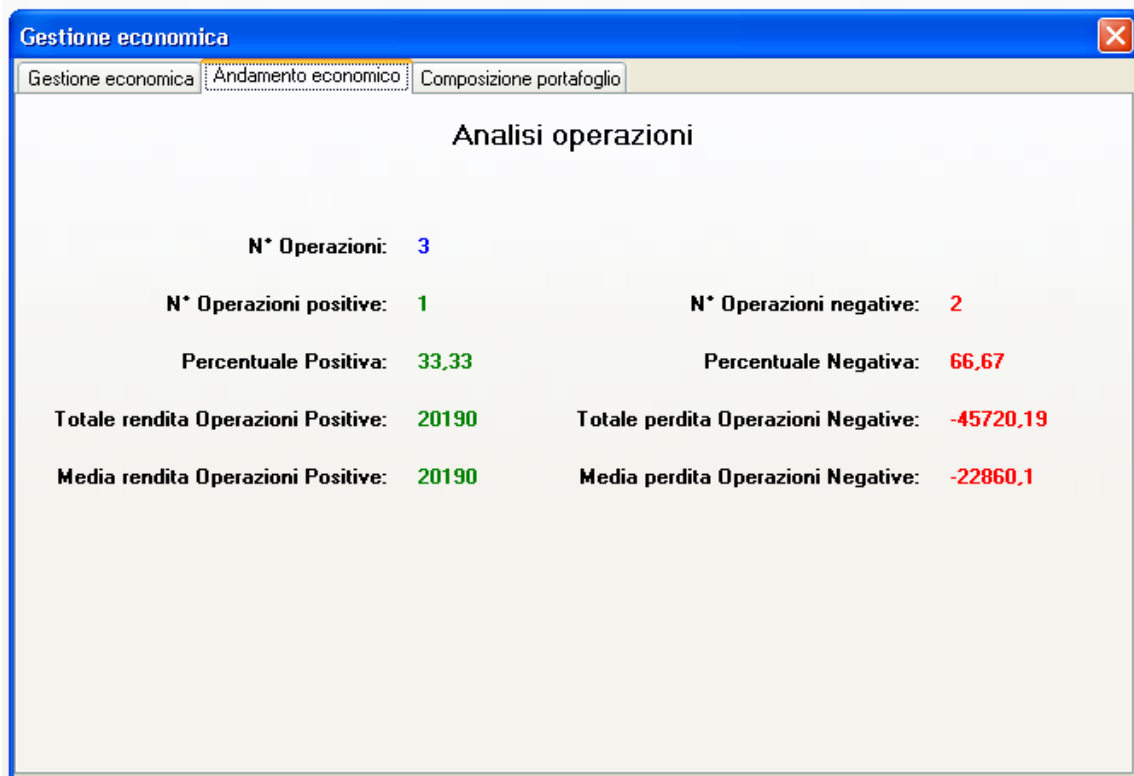 Gestione economica
Gestione economica Andamento economico Composizione portafoglio
Analisi operazioni
N* Operazioni: 3
N* Operazioni positive: 1 N* Operazioni negative: 2
Percentuale Positiva: 33,33 Percentuale Negativa: 66,67
Totale rendita Operazioni Positive: 20190 Totale perdita Operazioni Negative: -45720,19
Media rendita Operazioni Positive: 20190 Media perdita Operazioni Negative: -22860,1